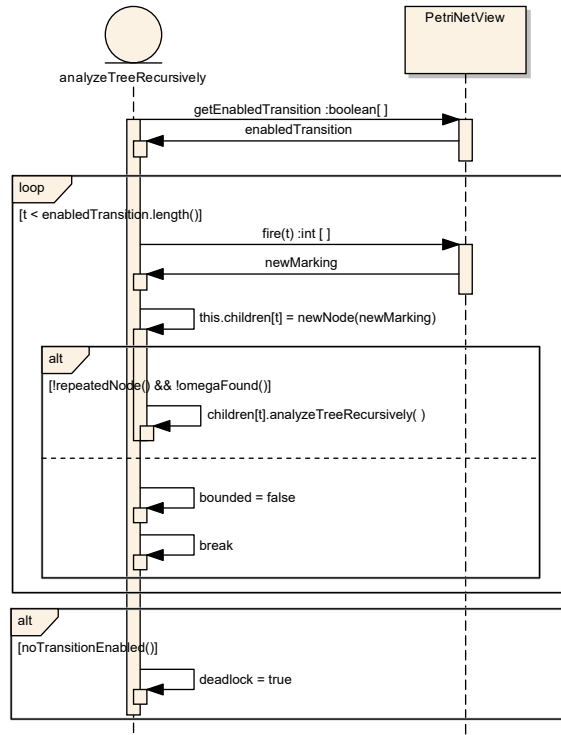 PetriNetView
analyzeTreeRecursively
getEnabledTransition :boolean[ ]
enabledTransition
loop
[t < enabledTransition.length()]
fire(t) :int [ ]
newMarking
this.children[t] = newNode(newMarking)
alt
[!repeatedNode() && !omegaFound()]
children[t].analyzeTreeRecursively( )
bounded = false
break
alt
[noTransitionEnabled()]
deadlock = true